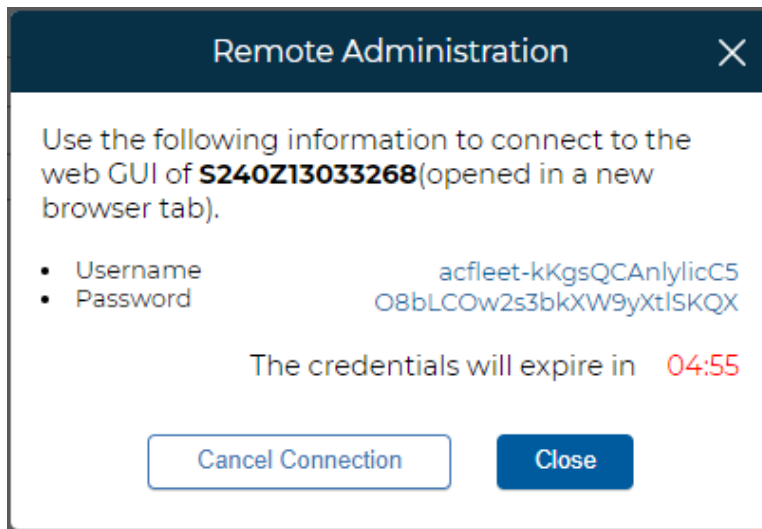 Remote Administration
Use the following information to connect to the
web GUI of S240Z13033268(opened in a new
browser tab).
• Username acfleet-kKgsQCAnlylicC5
• Password O8bLCOw2s3bkXW9yXtlSKQX
The credentials will expire in 04:55
Cancel Connection Close